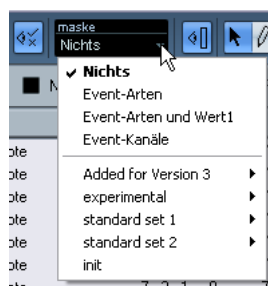 maske
Nichts
Nichts
Event-Arten
Event-Arten und Wert1
Event-Kanäle
Added for Version 3
experimental
standard set 1
standard set 2
init